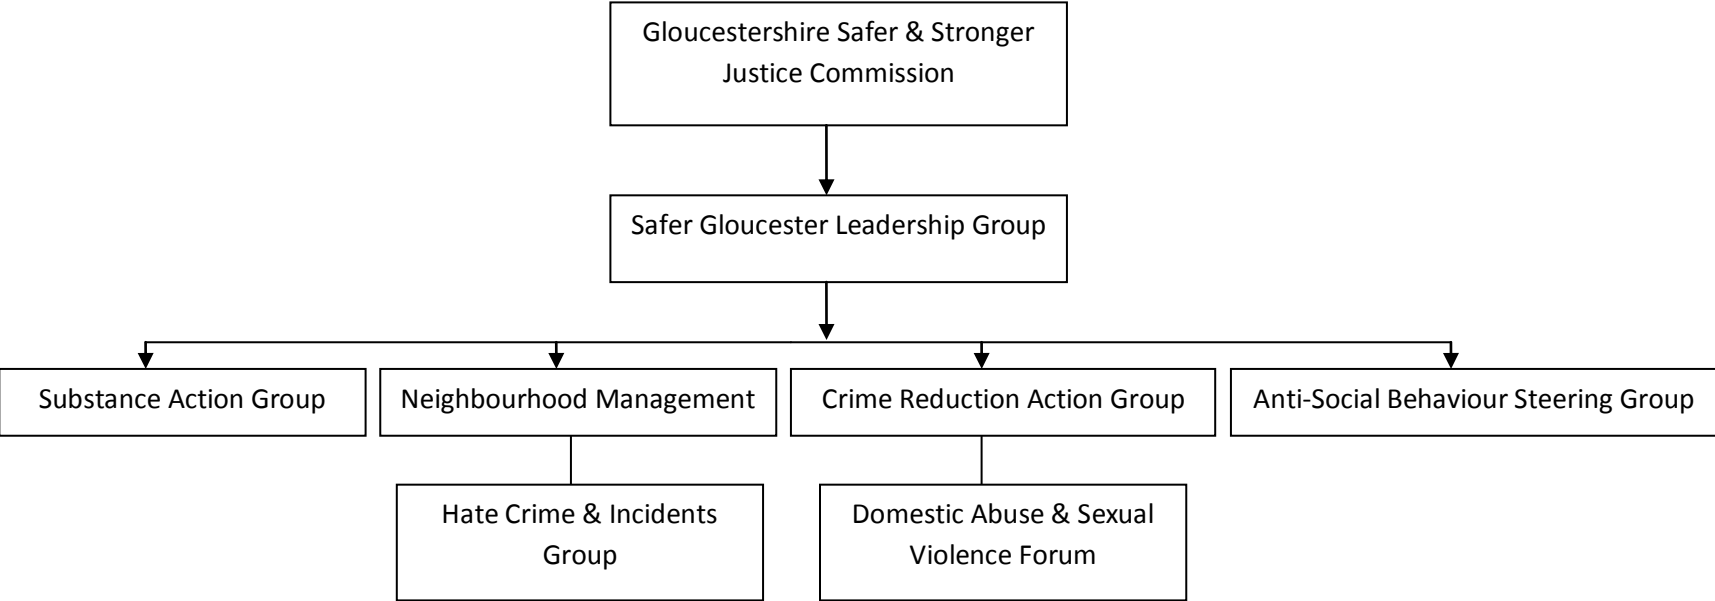 Gloucestershire Safer & Stronger
Justice Commission
Safer Gloucester Leadership Group
Substance Action Group
Neighbourhood Management
Crime Reduction Action Group
Anti-Social Behaviour Steering Group
Hate Crime & Incidents
Group
Domestic Abuse & Sexual
Violence Forum